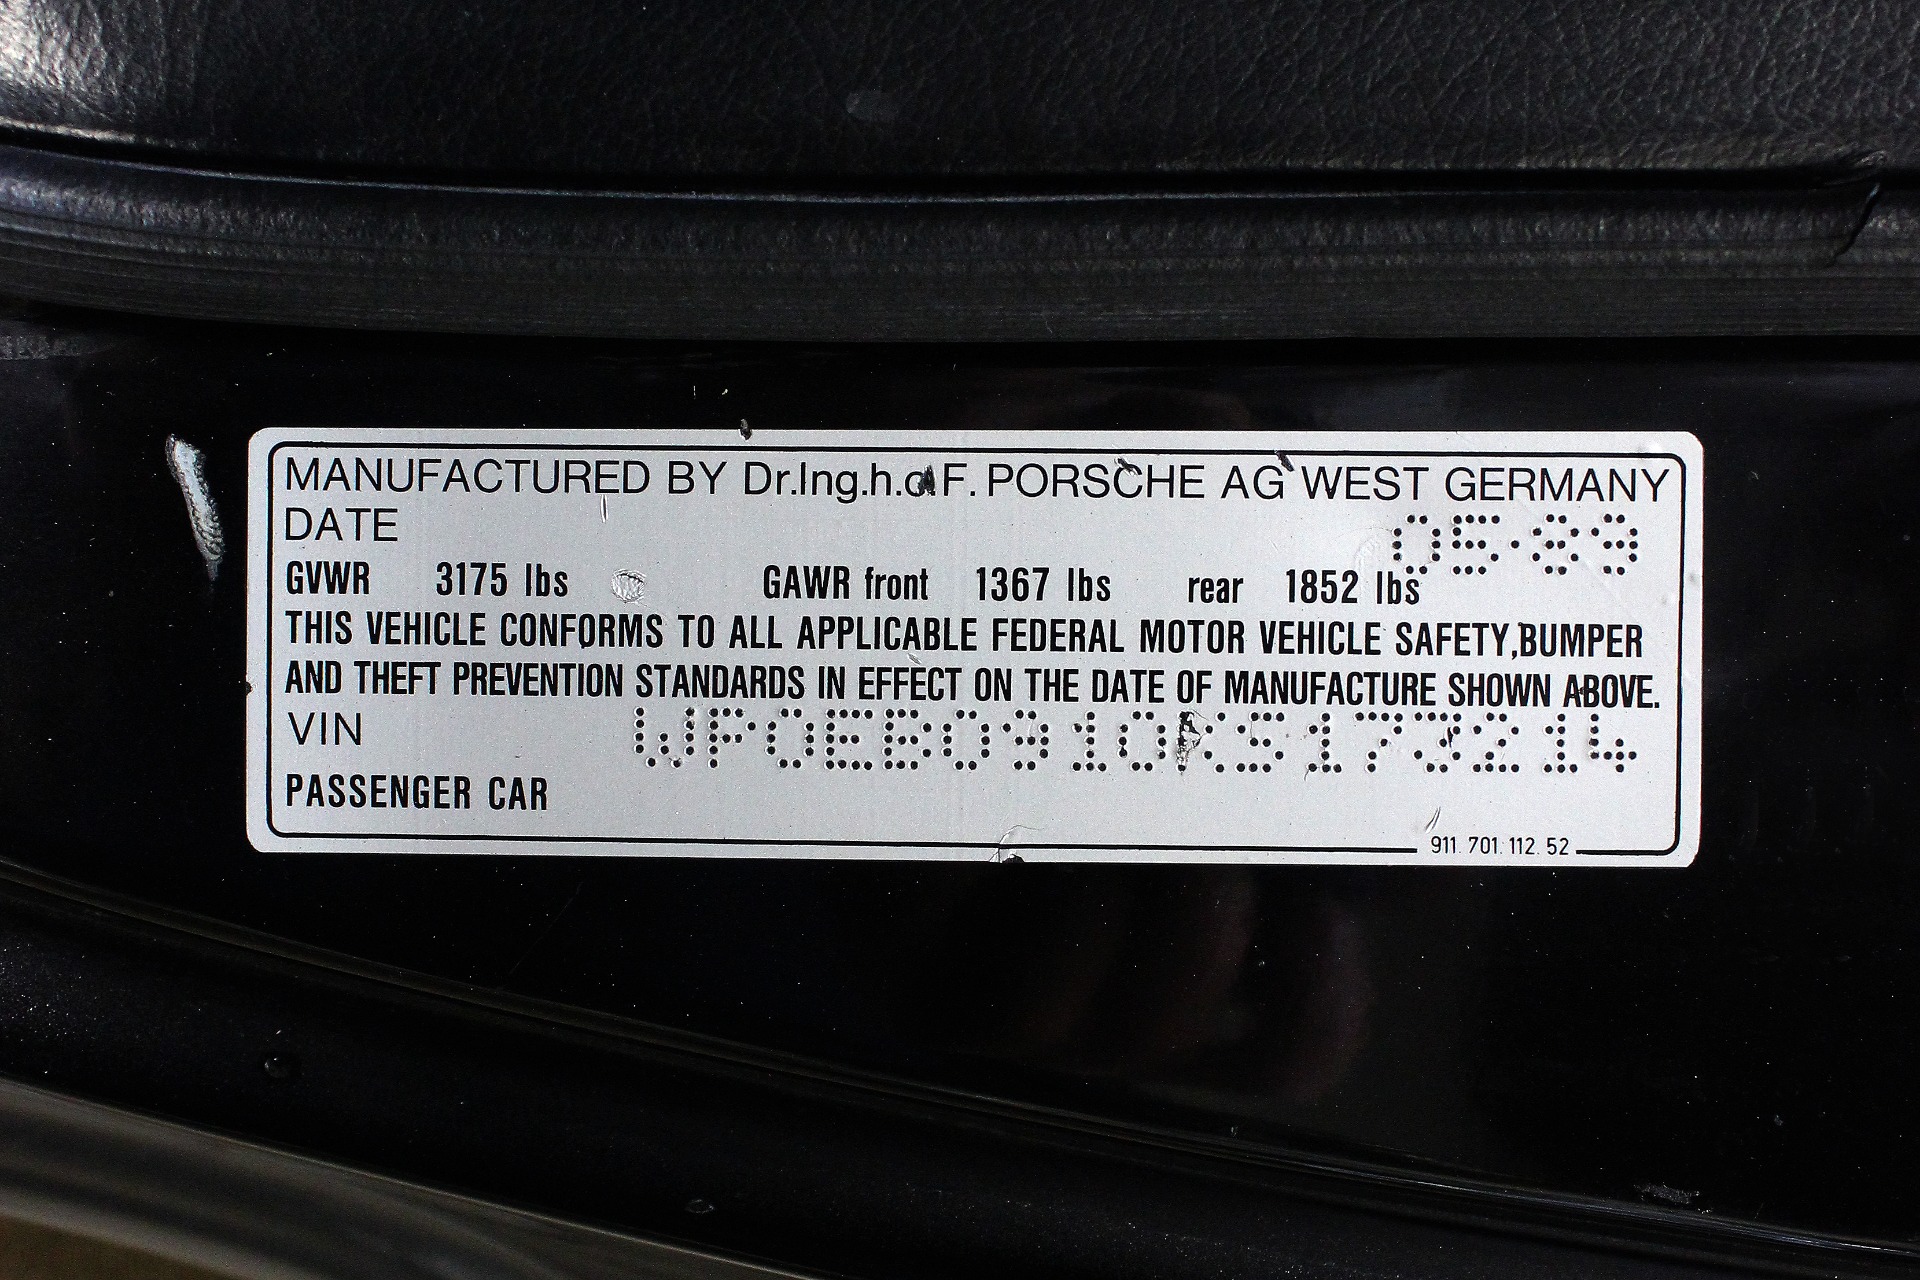 MANUFACTURED BY Dr.Ing.h.c.F. PORSCHE AG WEST GERMANY
DATE 05·89
GVWR 3175 lbs GAWR front 1367 lbs rear 1852 lbs
THIS VEHICLE CONFORMS TO ALL APPLICABLE FEDERAL MOTOR VEHICLE SAFETY,BUMPER
AND THEFT PREVENTION STANDARDS IN EFFECT ON THE DATE OF MANUFACTURE SHOWN ABOVE.
VIN WP0EB0910KS173214
PASSENGER CAR
911. 701. 112. 52